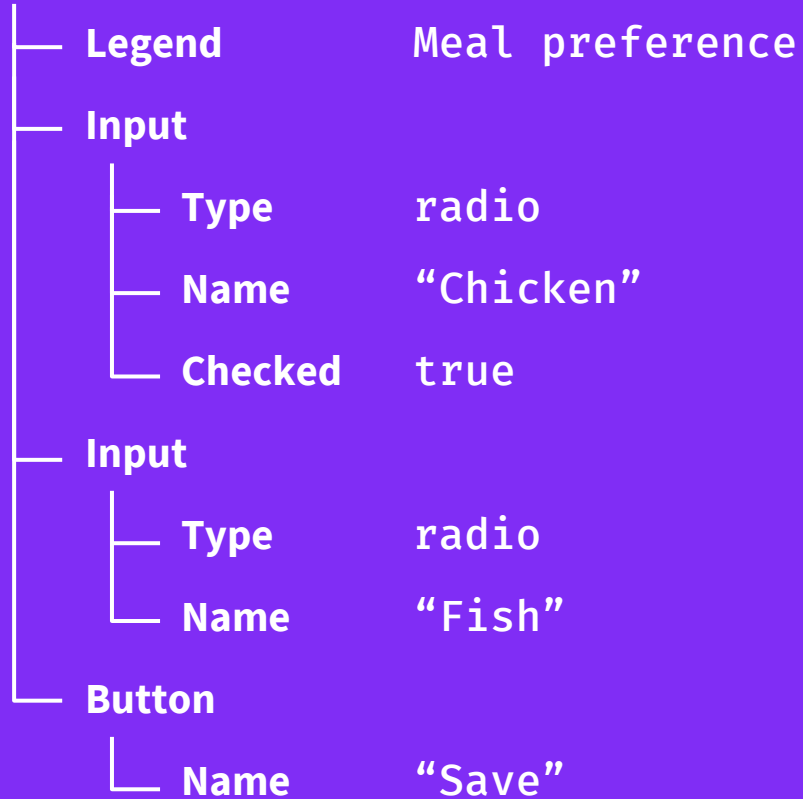 Legend Meal preference
Input
Type radio
Name “Chicken”
Checked true
Input
Type radio
Name “Fish”
Button
Name “Save”